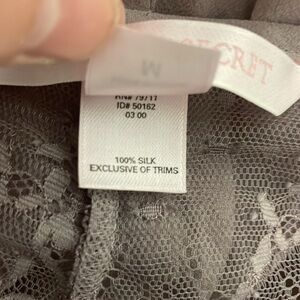 SECRET
M
RN# 79711
ID# 50162
03 00
100% SILK
EXCLUSIVE OF TRIMS